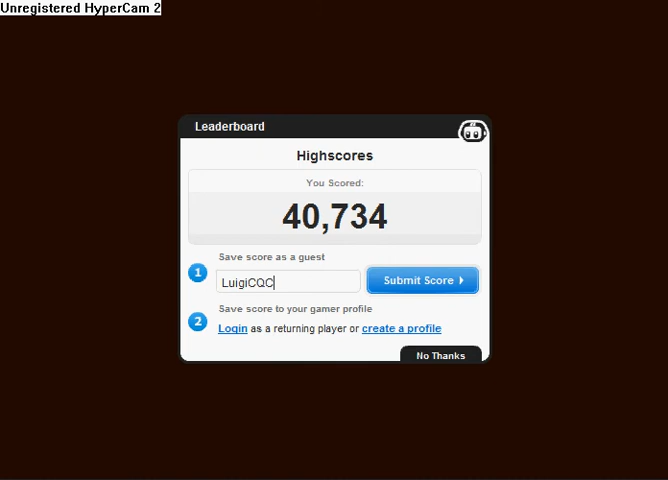 Unregistered HyperCam 2
Leaderboard
Highscores
You Scored:
40,734
Save score as a guest
1
LuigiCQC
Submit Score
Save score to your gamer profile
2
Login as a returning player or create a profile
No Thanks